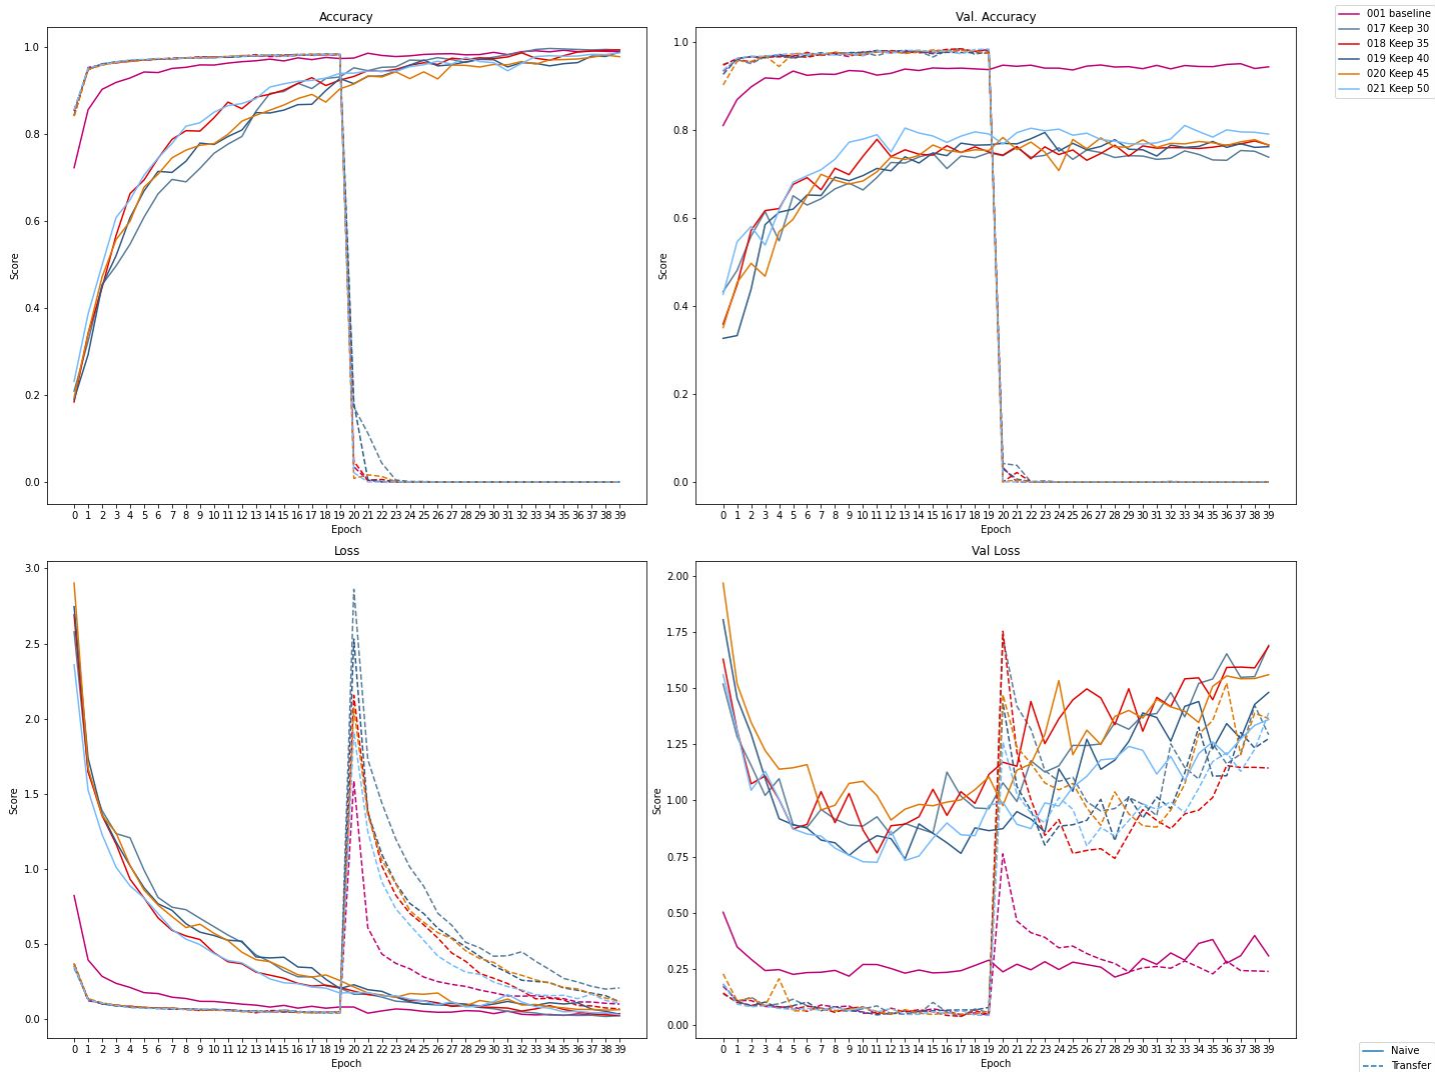 Accuracy
Score
1.0
0.8
0.6
0.4
0.2
0.0
0 1 2 3 4 5 6 7 8 9 10 11 12 13 14 15 16 17 18 19 20 21 22 23 24 25 26 27 28 29 30 31 32 33 34 35 36 37 38 39
Epoch
Val. Accuracy
Score
1.0
0.8
0.6
0.4
0.2
0.0
0 1 2 3 4 5 6 7 8 9 10 11 12 13 14 15 16 17 18 19 20 21 22 23 24 25 26 27 28 29 30 31 32 33 34 35 36 37 38 39
Epoch
001 baseline
017 Keep 30
018 Keep 35
019 Keep 40
020 Keep 45
021 Keep 50
Loss
Score
3.0
2.5
2.0
1.5
1.0
0.5
0.0
0 1 2 3 4 5 6 7 8 9 10 11 12 13 14 15 16 17 18 19 20 21 22 23 24 25 26 27 28 29 30 31 32 33 34 35 36 37 38 39
Epoch
Val Loss
Score
2.00
1.75
1.50
1.25
1.00
0.75
0.50
0.25
0.00
0 1 2 3 4 5 6 7 8 9 10 11 12 13 14 15 16 17 18 19 20 21 22 23 24 25 26 27 28 29 30 31 32 33 34 35 36 37 38 39
Epoch
Naive
Transfer